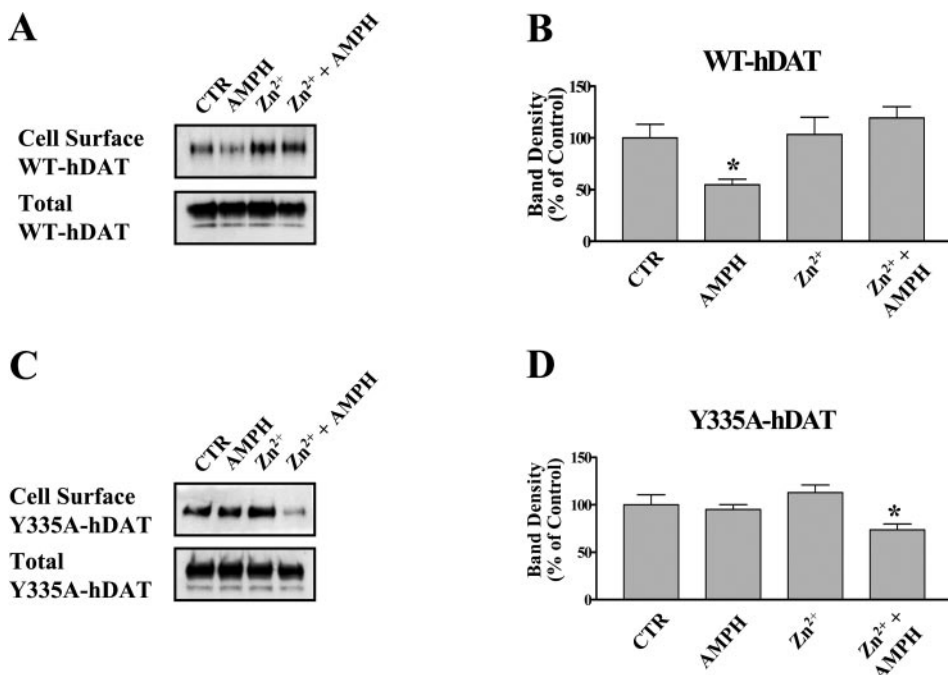 A
CTR
AMPH
Zn²⁺
Zn²⁺ + AMPH
Cell Surface
WT-hDAT
Total
WT-hDAT
B
WT-hDAT
Band Density
(% of Control)
150
100
50
0
*
CTR
AMPH
Zn²⁺
Zn²⁺ +
AMPH
C
CTR
AMPH
Zn²⁺
Zn²⁺ + AMPH
Cell Surface
Y335A-hDAT
Total
Y335A-hDAT
D
Y335A-hDAT
Band Density
(% of Control)
150
100
50
0
*
CTR
AMPH
Zn²⁺
Zn²⁺ +
AMPH